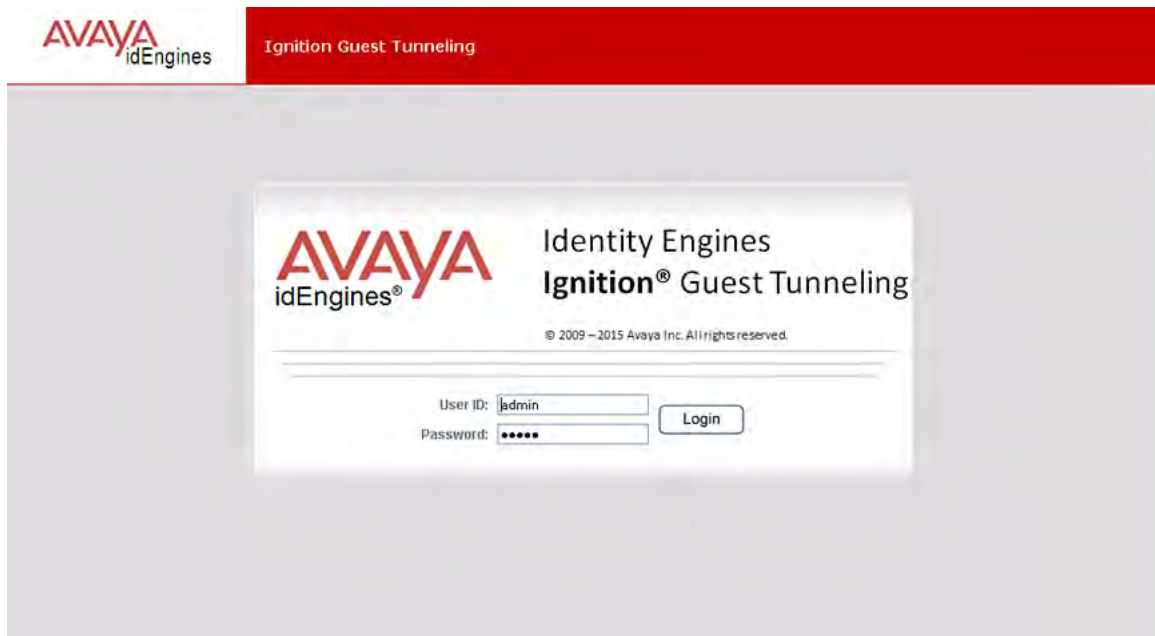 AVAYA
idEngines
Ignition Guest Tunneling
AVAYA
idEngines®
Identity Engines
Ignition® Guest Tunneling
© 2009 – 2015 Avaya Inc. All rights reserved.
User ID: admin
Password: •••••
Login